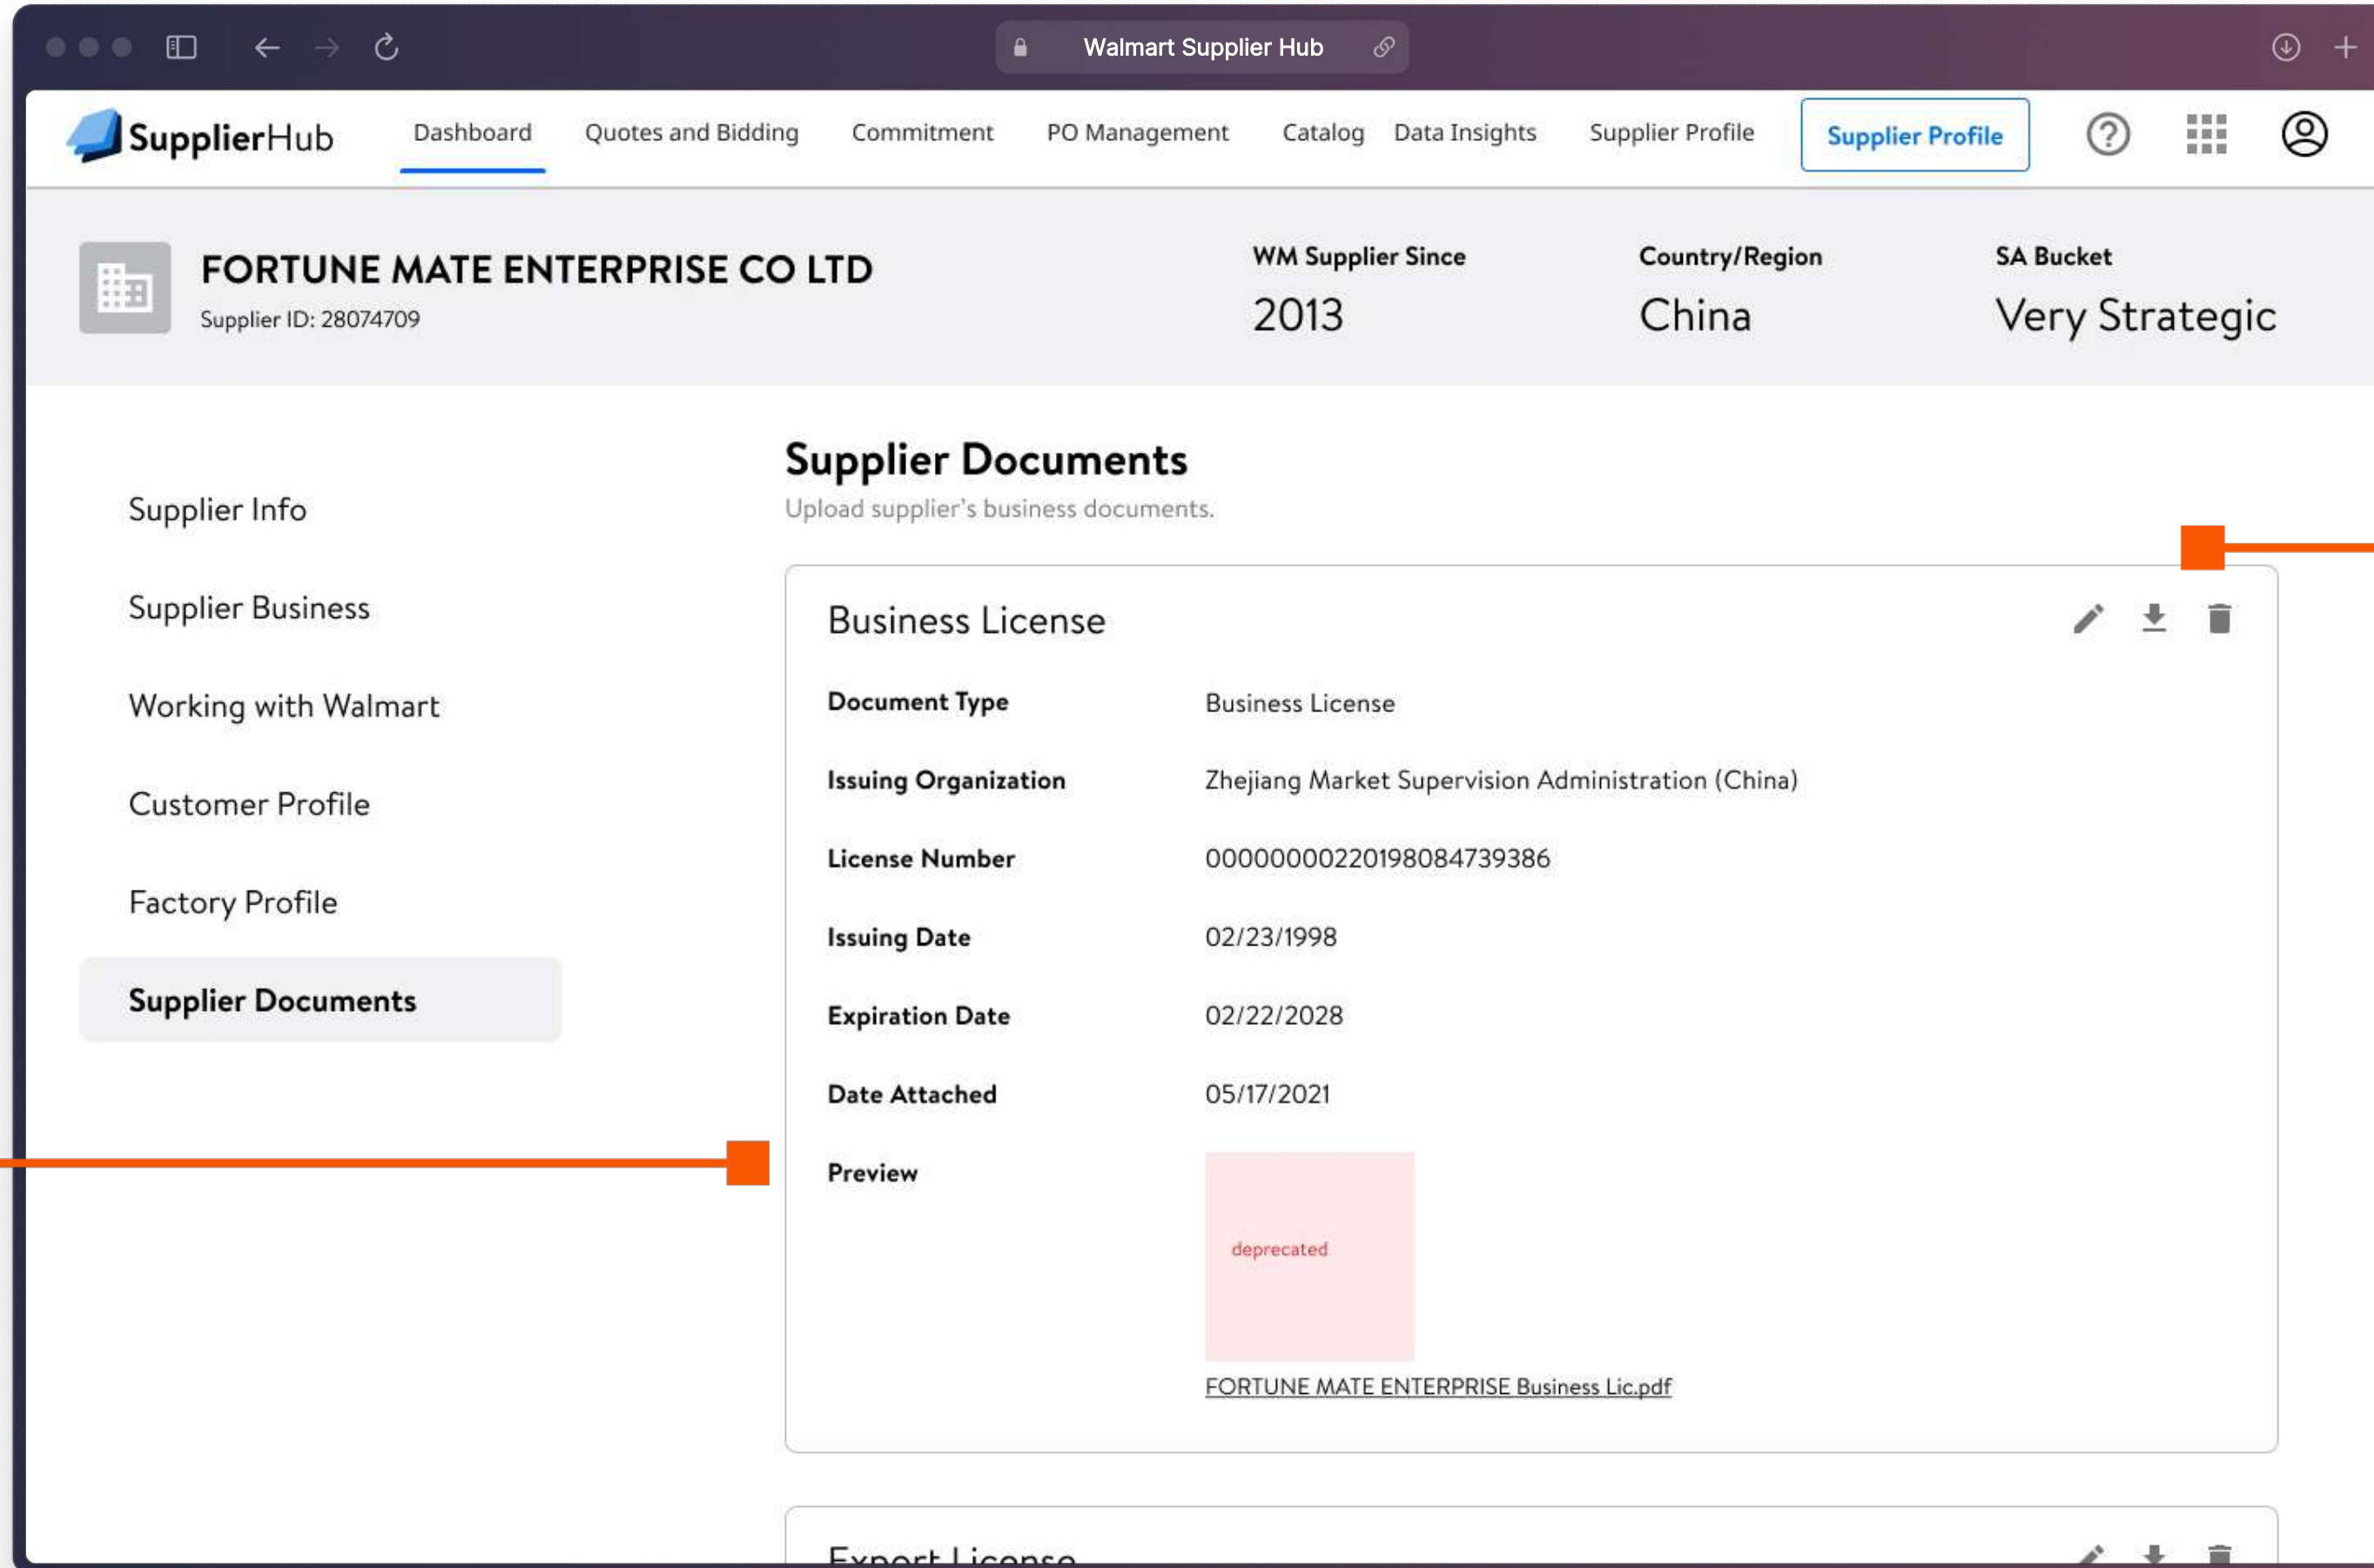 Walmart Supplier Hub
SupplierHub Dashboard Quotes and Bidding Commitment PO Management Catalog Data Insights Supplier Profile Supplier Profile
FORTUNE MATE ENTERPRISE CO LTD
Supplier ID: 28074709
WM Supplier Since
2013
Country/Region
China
SA Bucket
Very Strategic
Supplier Info
Supplier Business
Working with Walmart
Customer Profile
Factory Profile
Supplier Documents
Supplier Documents
Upload supplier's business documents.
Business License
Document Type Business License
Issuing Organization Zhejiang Market Supervision Administration (China)
License Number 00000000220198084739386
Issuing Date 02/23/1998
Expiration Date 02/22/2028
Date Attached 05/17/2021
Preview
deprecated
FORTUNE MATE ENTERPRISE Business Lic.pdf
Export License